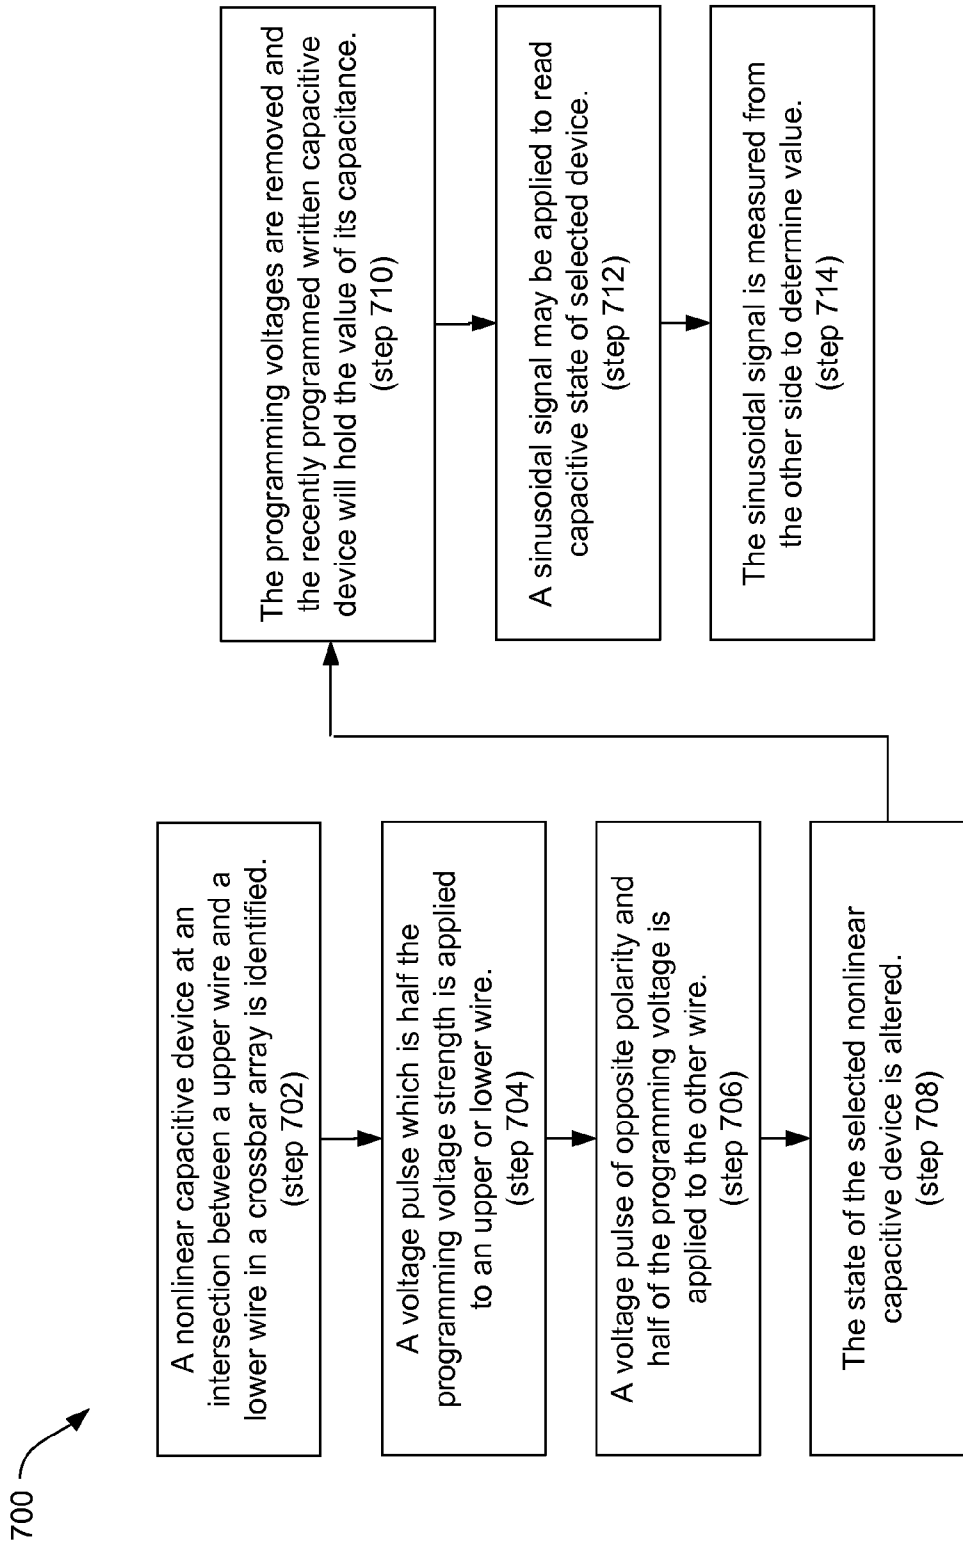 700
A nonlinear capacitive device at an
intersection between a upper wire and a
lower wire in a crossbar array is identified.
(step 702)
A voltage pulse which is half the
programming voltage strength is applied
to an upper or lower wire.
(step 704)
A voltage pulse of opposite polarity and
half of the programming voltage is
applied to the other wire.
(step 706)
The state of the selected nonlinear
capacitive device is altered.
(step 708)
The programming voltages are removed and
the recently programmed written capacitive
device will hold the value of its capacitance.
(step 710)
A sinusoidal signal may be applied to read
capacitive state of selected device.
(step 712)
The sinusoidal signal is measured from
the other side to determine value.
(step 714)